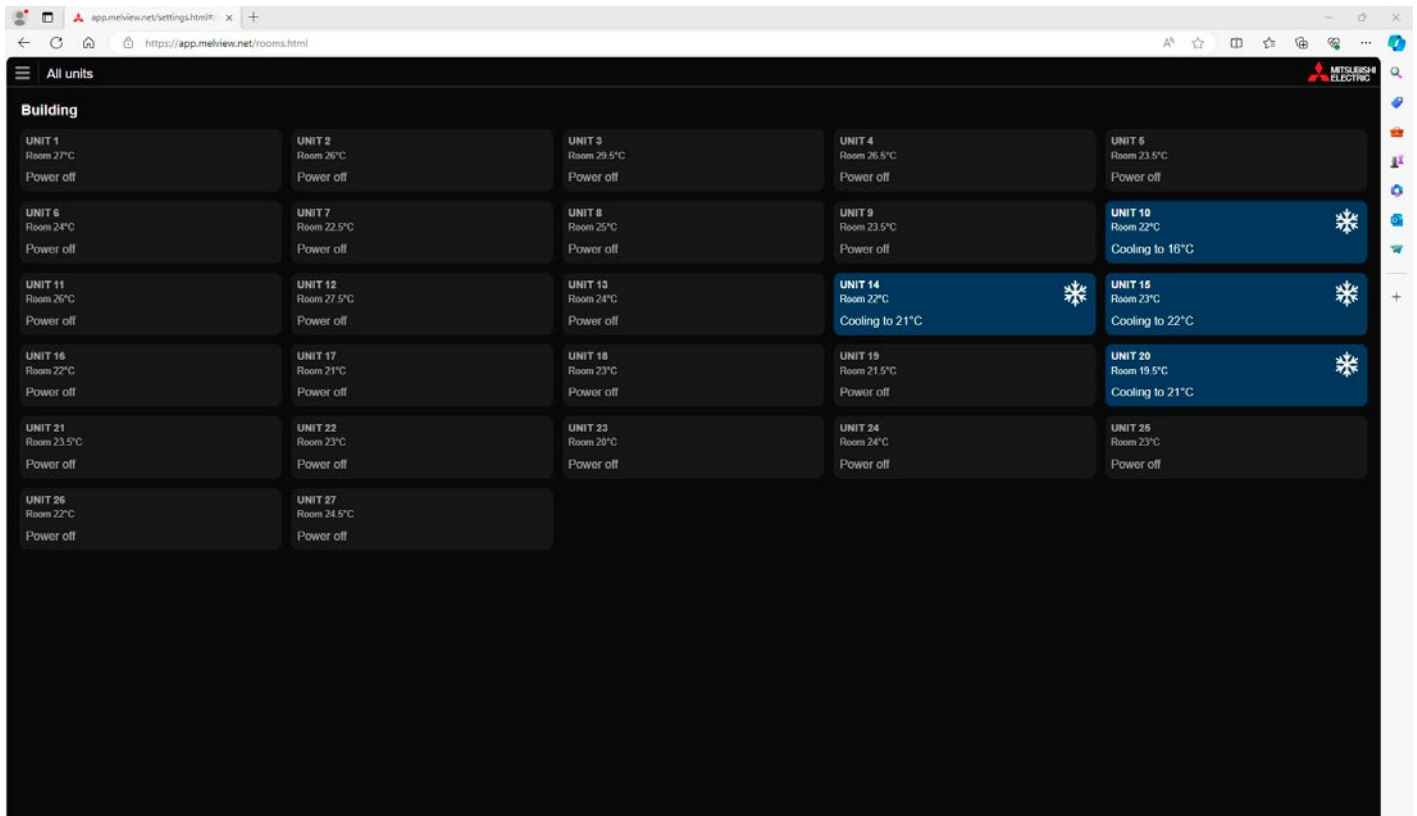 app.melview.net/settings.html#/
https://app.melview.net/rooms.html
All units
MITSUBISHI
ELECTRIC
Building
UNIT 1
Room 27°C
Power off
UNIT 2
Room 26°C
Power off
UNIT 3
Room 29.5°C
Power off
UNIT 4
Room 26.5°C
Power off
UNIT 5
Room 23.5°C
Power off
UNIT 6
Room 24°C
Power off
UNIT 7
Room 22.5°C
Power off
UNIT 8
Room 25°C
Power off
UNIT 9
Room 23.5°C
Power off
UNIT 10
Room 22°C
Cooling to 16°C
UNIT 11
Room 26°C
Power off
UNIT 12
Room 27.5°C
Power off
UNIT 13
Room 24°C
Power off
UNIT 14
Room 22°C
Cooling to 21°C
UNIT 15
Room 23°C
Cooling to 22°C
UNIT 16
Room 22°C
Power off
UNIT 17
Room 21°C
Power off
UNIT 18
Room 23°C
Power off
UNIT 19
Room 21.5°C
Power off
UNIT 20
Room 19.5°C
Cooling to 21°C
UNIT 21
Room 23.5°C
Power off
UNIT 22
Room 23°C
Power off
UNIT 23
Room 20°C
Power off
UNIT 24
Room 24°C
Power off
UNIT 25
Room 23°C
Power off
UNIT 26
Room 22°C
Power off
UNIT 27
Room 24.5°C
Power off